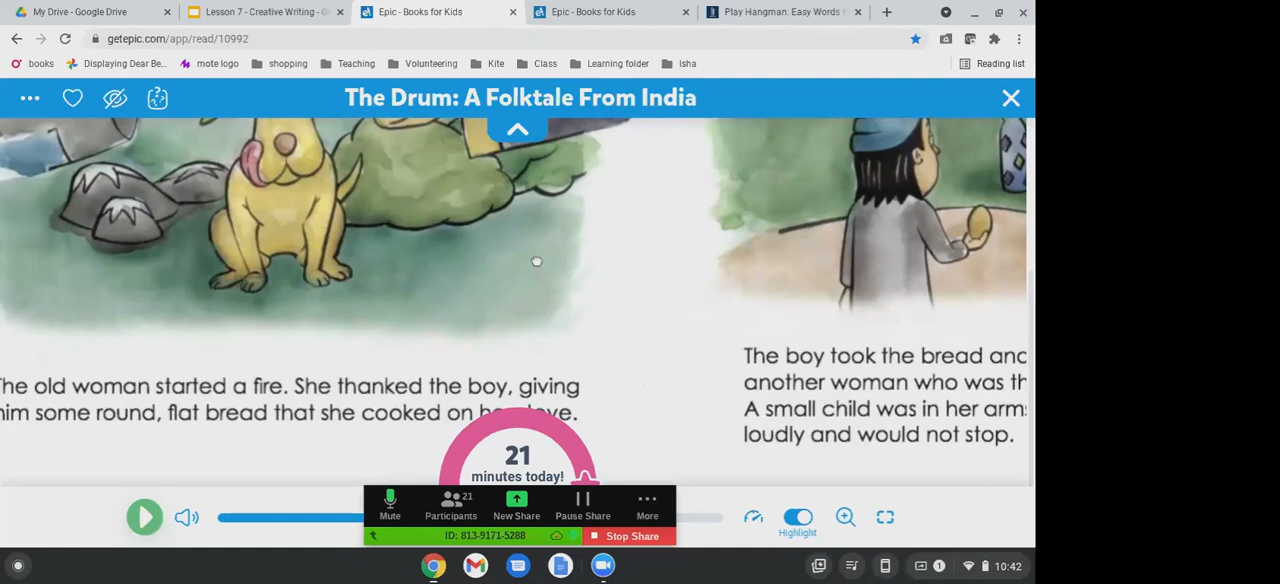 My Drive - Google Drive
Lesson 7 - Creative Writing - G
Epic - Books for Kids
Epic - Books for Kids
Play Hangman: Easy Words
getepic.com/app/read/10992
books
Displaying Dear Be...
mote logo
shopping
Teaching
Volunteering
Kite
Class
Learning folder
Isha
Reading list
The Drum: A Folktale From India
The old woman started a fire. She thanked the boy, giving
him some round, flat bread that she cooked on
The boy took the bread and
another woman who was
A small child was in her arms
loudly and would not stop.
21
minutes today!
Mute
21
Participants
New Share
Pause Share
More
ID: 813-9171-5288
Stop Share
Highlight
1
10:42